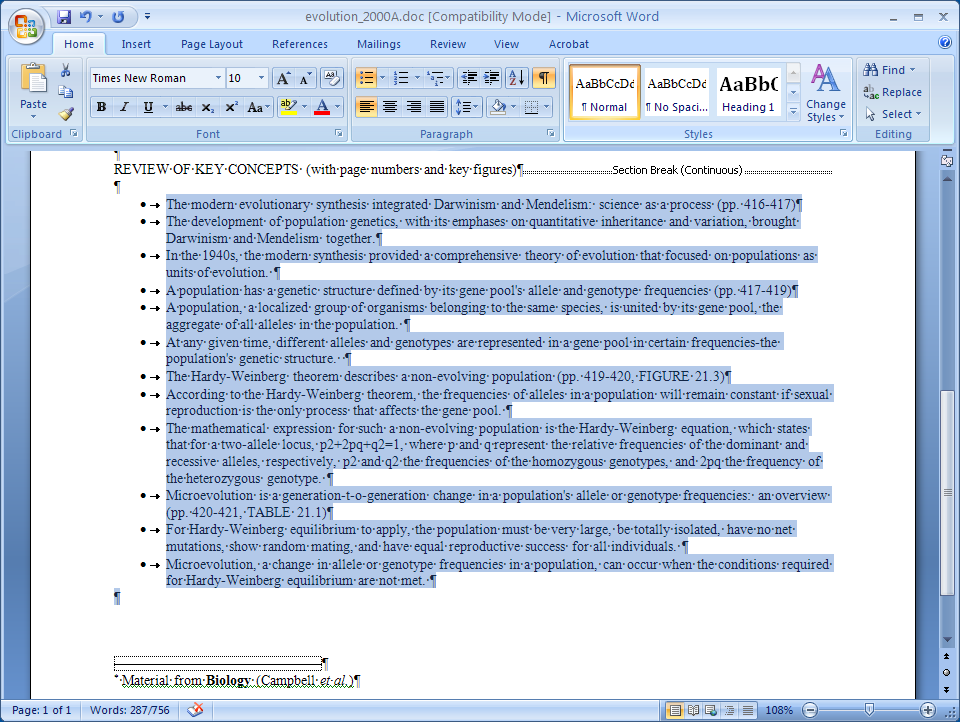 evolution_2000A.doc [Compatibility Mode] - Microsoft Word
Home Insert Page Layout References Mailings Review View Acrobat
Times New Roman 10 AaBbCcDd AaBbCcDd AaBbC Find
Paste B I U abc x₂ x² Aa A ¶ Normal ¶ No Spaci... Heading 1 Change Styles Replace
Select
Clipboard Font Paragraph Styles Editing
¶
REVIEW·OF·KEY·CONCEPTS·(with·page·numbers·and·key·figures)¶ Section Break (Continuous)
¶
• → The·modern·evolutionary·synthesis·integrated·Darwinism·and·Mendelism:·science·as·a·process·(pp.·416-417)¶
• → The·development·of·population·genetics,·with·its·emphases·on·quantitative·inheritance·and·variation,·brought·
Darwinism·and·Mendelism·together.¶
• → In·the·1940s,·the·modern·synthesis·provided·a·comprehensive·theory·of·evolution·that·focused·on·populations·as·
units·of·evolution.·¶
• → A·population·has·a·genetic·structure·defined·by·its·gene·pool's·allele·and·genotype·frequencies·(pp.·417-419)¶
• → A·population,·a·localized·group·of·organisms·belonging·to·the·same·species,·is·united·by·its·gene·pool,·the·
aggregate·of·all·alleles·in·the·population.·¶
• → At·any·given·time,·different·alleles·and·genotypes·are·represented·in·a·gene·pool·in·certain·frequencies-the·
population's·genetic·structure.··¶
• → The·Hardy-Weinberg·theorem·describes·a·non-evolving·population·(pp.·419-420,·FIGURE·21.3)¶
• → According·to·the·Hardy-Weinberg·theorem,·the·frequencies·of·alleles·in·a·population·will·remain·constant·if·sexual·
reproduction·is·the·only·process·that·affects·the·gene·pool.·¶
• → The·mathematical·expression·for·such·a·non-evolving·population·is·the·Hardy-Weinberg·equation,·which·states·
that·for·a·two-allele·locus,·p2+2pq+q2=1,·where·p·and·q·represent·the·relative·frequencies·of·the·dominant·and·
recessive·alleles,·respectively,·p2·and·q2·the·frequencies·of·the·homozygous·genotypes,·and·2pq·the·frequency·of·
the·heterozygous·genotype.·¶
• → Microevolution·is·a·generation-t-o-generation·change·in·a·population's·allele·or·genotype·frequencies:·an·overview·
(pp.·420-421,·TABLE·21.1)¶
• → For·Hardy-Weinberg·equilibrium·to·apply,·the·population·must·be·very·large,·be·totally·isolated,·have·no·net·
mutations,·show·random·mating,·and·have·equal·reproductive·success·for·all·individuals.·¶
• → Microevolution,·a·change·in·allele·or·genotype·frequencies·in·a·population,·can·occur·when·the·conditions·required·
for·Hardy-Weinberg·equilibrium·are·not·met.·¶
¶
¶
*·Material·from·Biology·(Campbell·et·al.)¶
Page: 1 of 1 Words: 287/756 108%